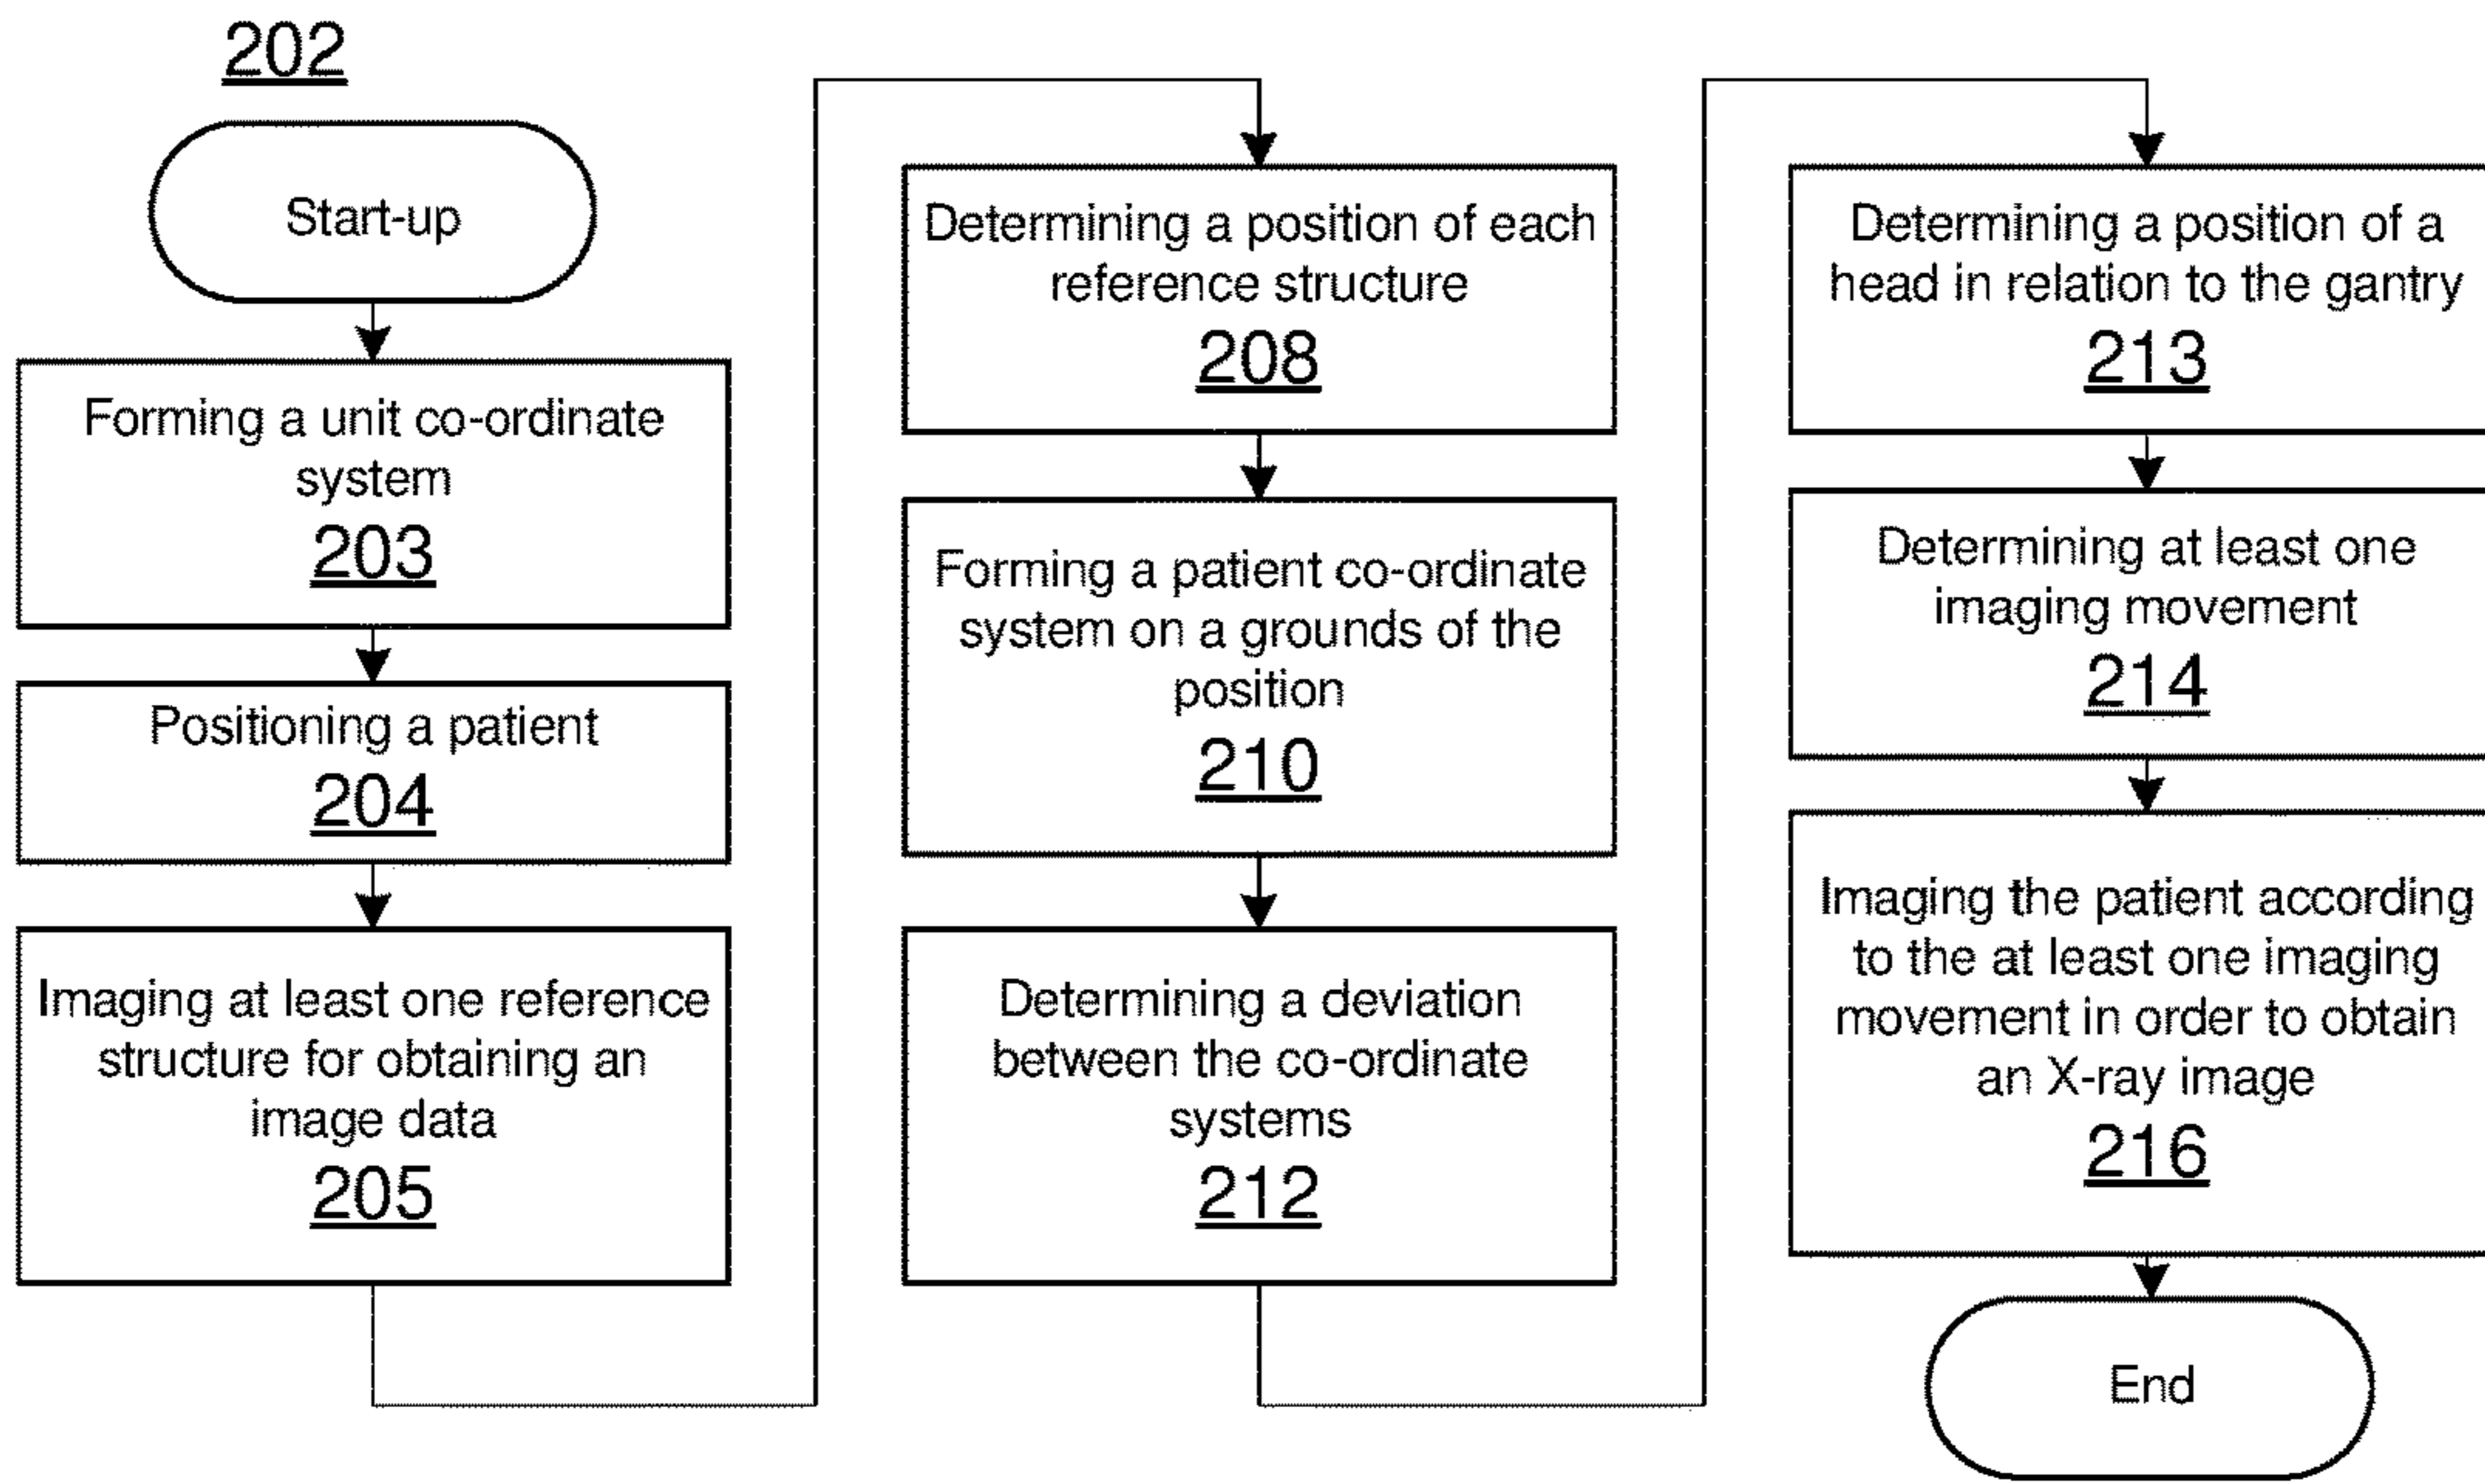 202
Start-up
Forming a unit co-ordinate
system
203
Positioning a patient
204
Imaging at least one reference
structure for obtaining an
image data
205
Determining a position of each
reference structure
208
Forming a patient co-ordinate
system on a grounds of the
position
210
Determining a deviation
between the co-ordinate
systems
212
Determining a position of a
head in relation to the gantry
213
Determining at least one
imaging movement
214
Imaging the patient according
to the at least one imaging
movement in order to obtain
an X-ray image
216
End